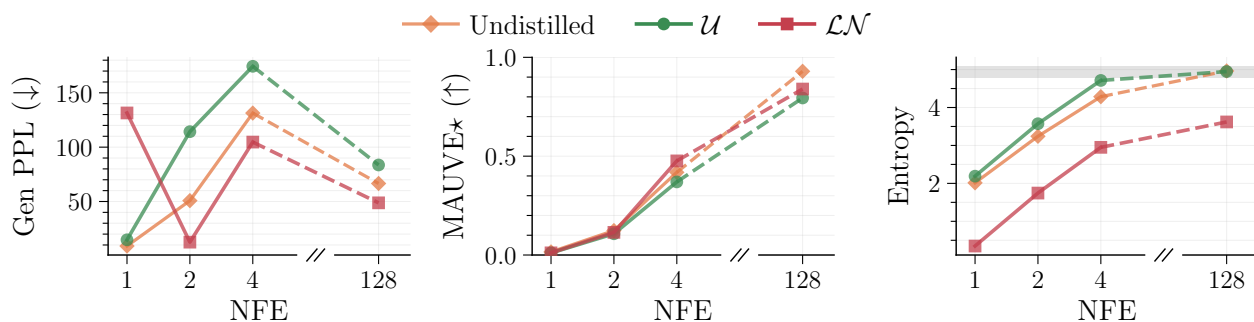 Undistilled 𝒰 ℒ𝒩
Gen PPL (↓)
150
100
50
1 2 4 // 128
NFE
MAUVE⋆ (↑)
1.0
0.5
0.0
1 2 4 // 128
NFE
Entropy
4
2
1 2 4 // 128
NFE